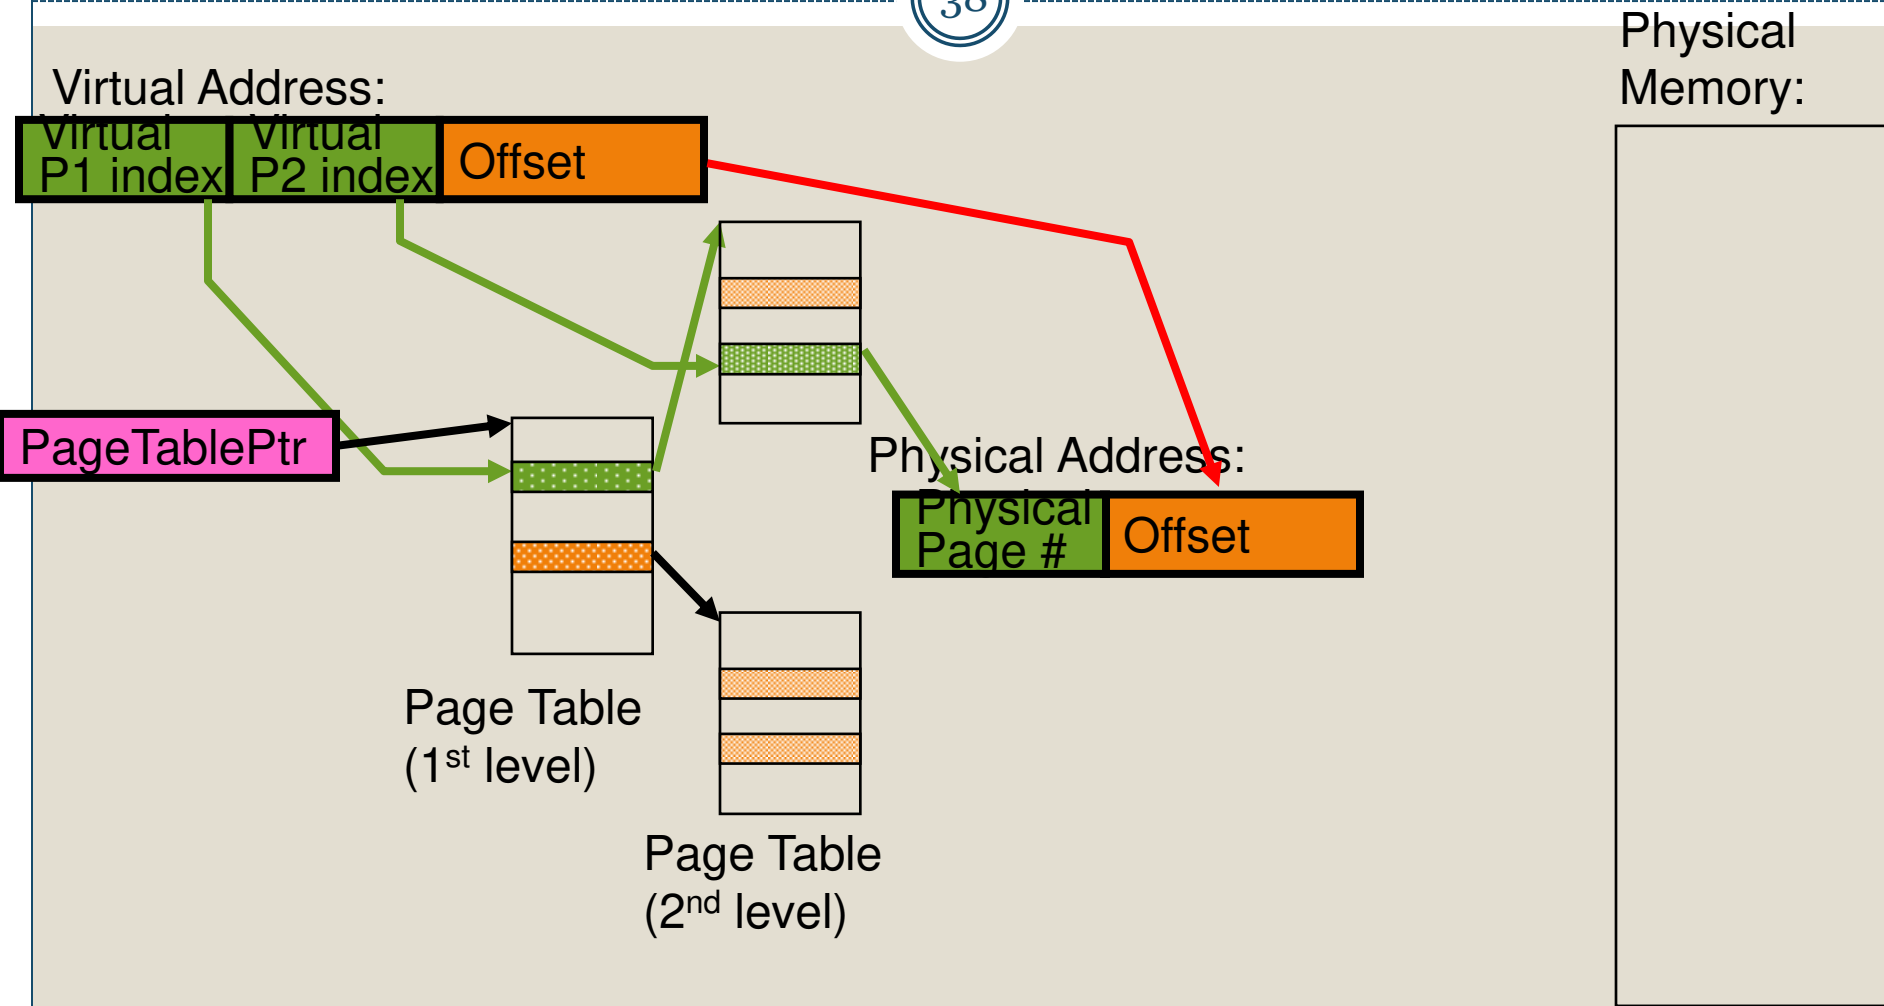 38
Physical
Memory:
Virtual Address:
Virtual
P1 index
Virtual
P2 index
Offset
PageTablePtr
Physical Address:
Physical
Page #
Offset
Page Table
(1st level)
Page Table
(2nd level)